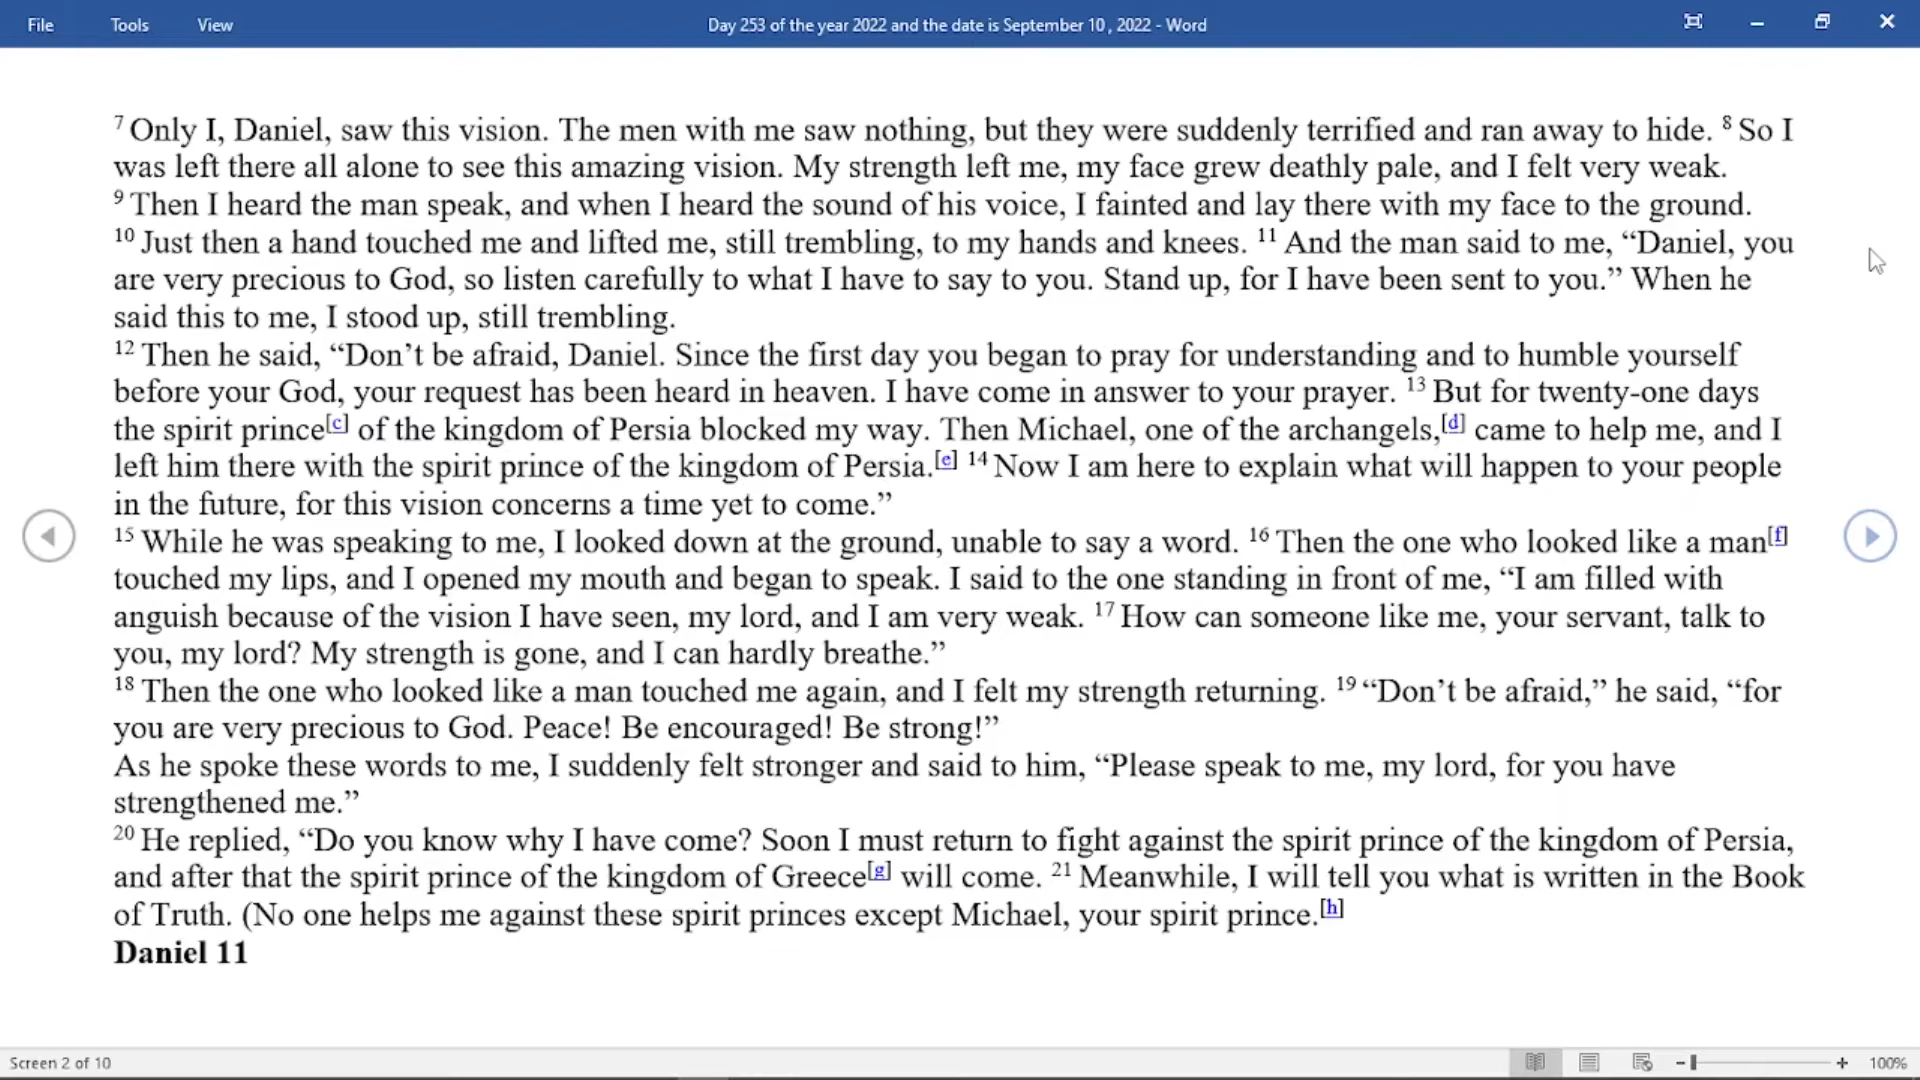 File Tools View Day 253 of the year 2022 and the date is September 10 , 2022 - Word
7 Only I, Daniel, saw this vision. The men with me saw nothing, but they were suddenly terrified and ran away to hide. 8 So I
was left there all alone to see this amazing vision. My strength left me, my face grew deathly pale, and I felt very weak.
9 Then I heard the man speak, and when I heard the sound of his voice, I fainted and lay there with my face to the ground.
10 Just then a hand touched me and lifted me, still trembling, to my hands and knees. 11 And the man said to me, “Daniel, you
are very precious to God, so listen carefully to what I have to say to you. Stand up, for I have been sent to you.” When he
said this to me, I stood up, still trembling.
12 Then he said, “Don’t be afraid, Daniel. Since the first day you began to pray for understanding and to humble yourself
before your God, your request has been heard in heaven. I have come in answer to your prayer. 13 But for twenty-one days
the spirit prince[c] of the kingdom of Persia blocked my way. Then Michael, one of the archangels,[d] came to help me, and I
left him there with the spirit prince of the kingdom of Persia.[e] 14 Now I am here to explain what will happen to your people
in the future, for this vision concerns a time yet to come.”
15 While he was speaking to me, I looked down at the ground, unable to say a word. 16 Then the one who looked like a man[f]
touched my lips, and I opened my mouth and began to speak. I said to the one standing in front of me, “I am filled with
anguish because of the vision I have seen, my lord, and I am very weak. 17 How can someone like me, your servant, talk to
you, my lord? My strength is gone, and I can hardly breathe.”
18 Then the one who looked like a man touched me again, and I felt my strength returning. 19 “Don’t be afraid,” he said, “for
you are very precious to God. Peace! Be encouraged! Be strong!”
As he spoke these words to me, I suddenly felt stronger and said to him, “Please speak to me, my lord, for you have
strengthened me.”
20 He replied, “Do you know why I have come? Soon I must return to fight against the spirit prince of the kingdom of Persia,
and after that the spirit prince of the kingdom of Greece[g] will come. 21 Meanwhile, I will tell you what is written in the Book
of Truth. (No one helps me against these spirit princes except Michael, your spirit prince.[h]
Daniel 11
Screen 2 of 10 100%